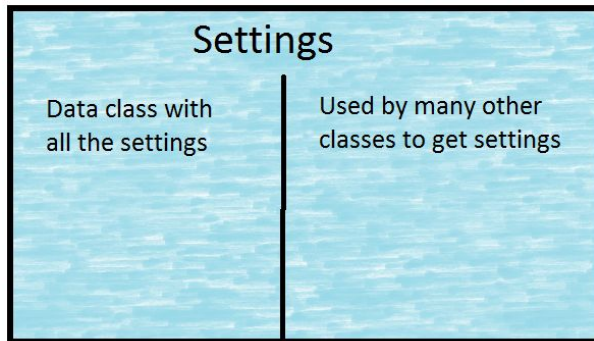 Settings
Data class with
all the settings
Used by many other
classes to get settings